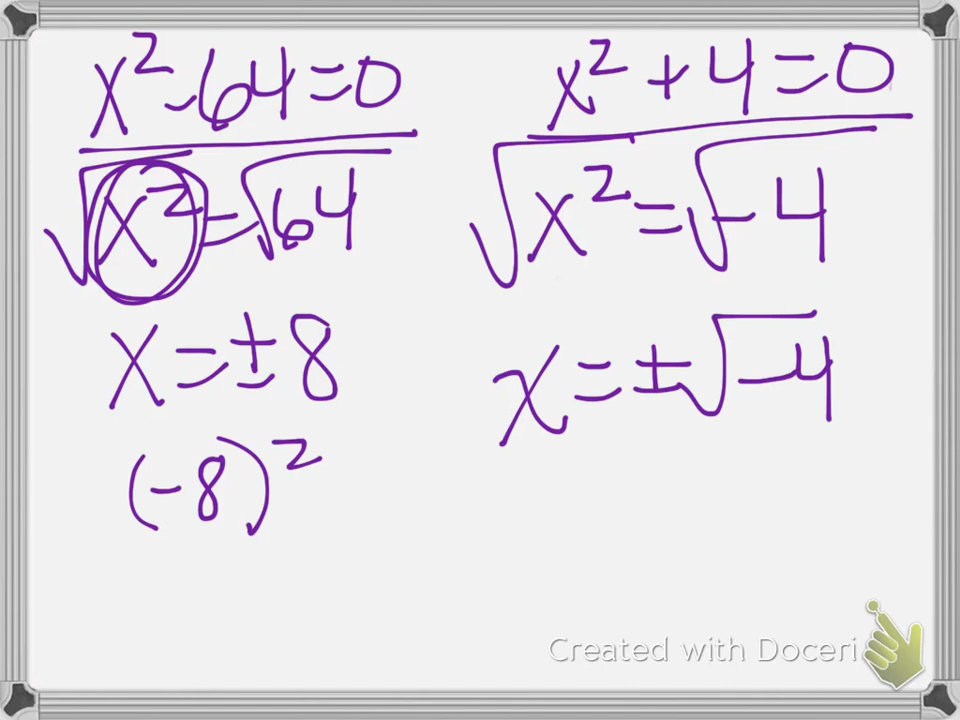 x² - 64 = 0
√x² = √64
x = ± 8
(-8)²
x² + 4 = 0
√x² = √-4
x = ± √-4
Created with Doceri